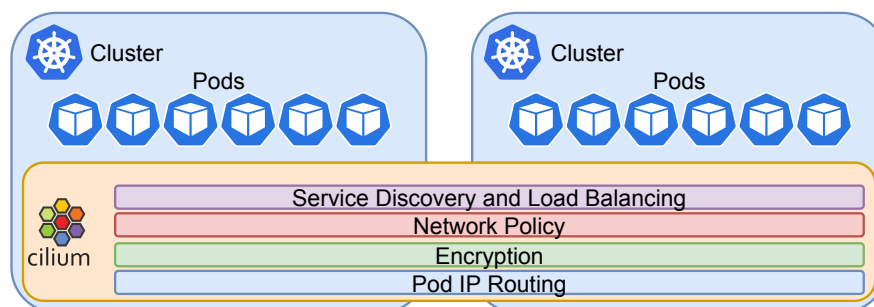 Cluster
Pods
Cluster
Pods
Service Discovery and Load Balancing
Network Policy
Encryption
Pod IP Routing
cilium